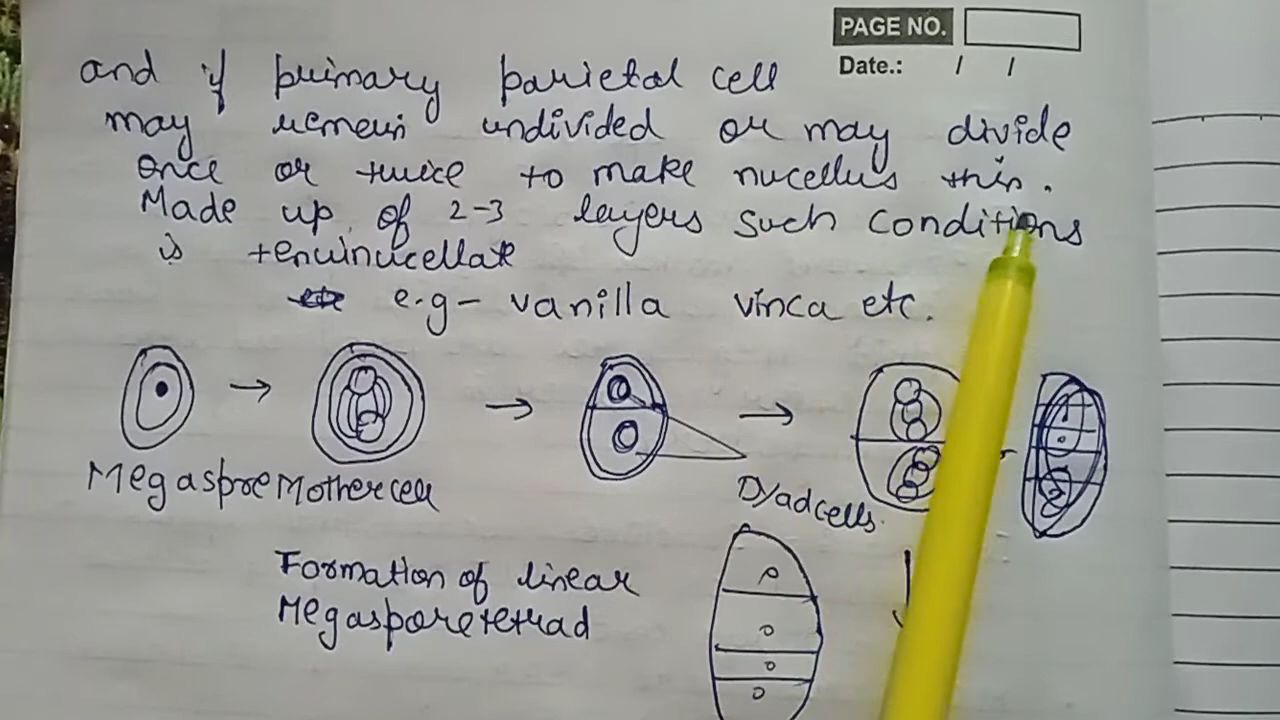 PAGE NO.
Date.: / /
and if primary parietal cell
may remein undivided or may divide
once or twice to make nucellus thin.
Made up of 2-3 layers such conditions
is tenuinucellate
e.g- vanilla vinca etc.
Megaspore Mother cell
Dyad cells.
Formation of linear
Megaspore tetrad